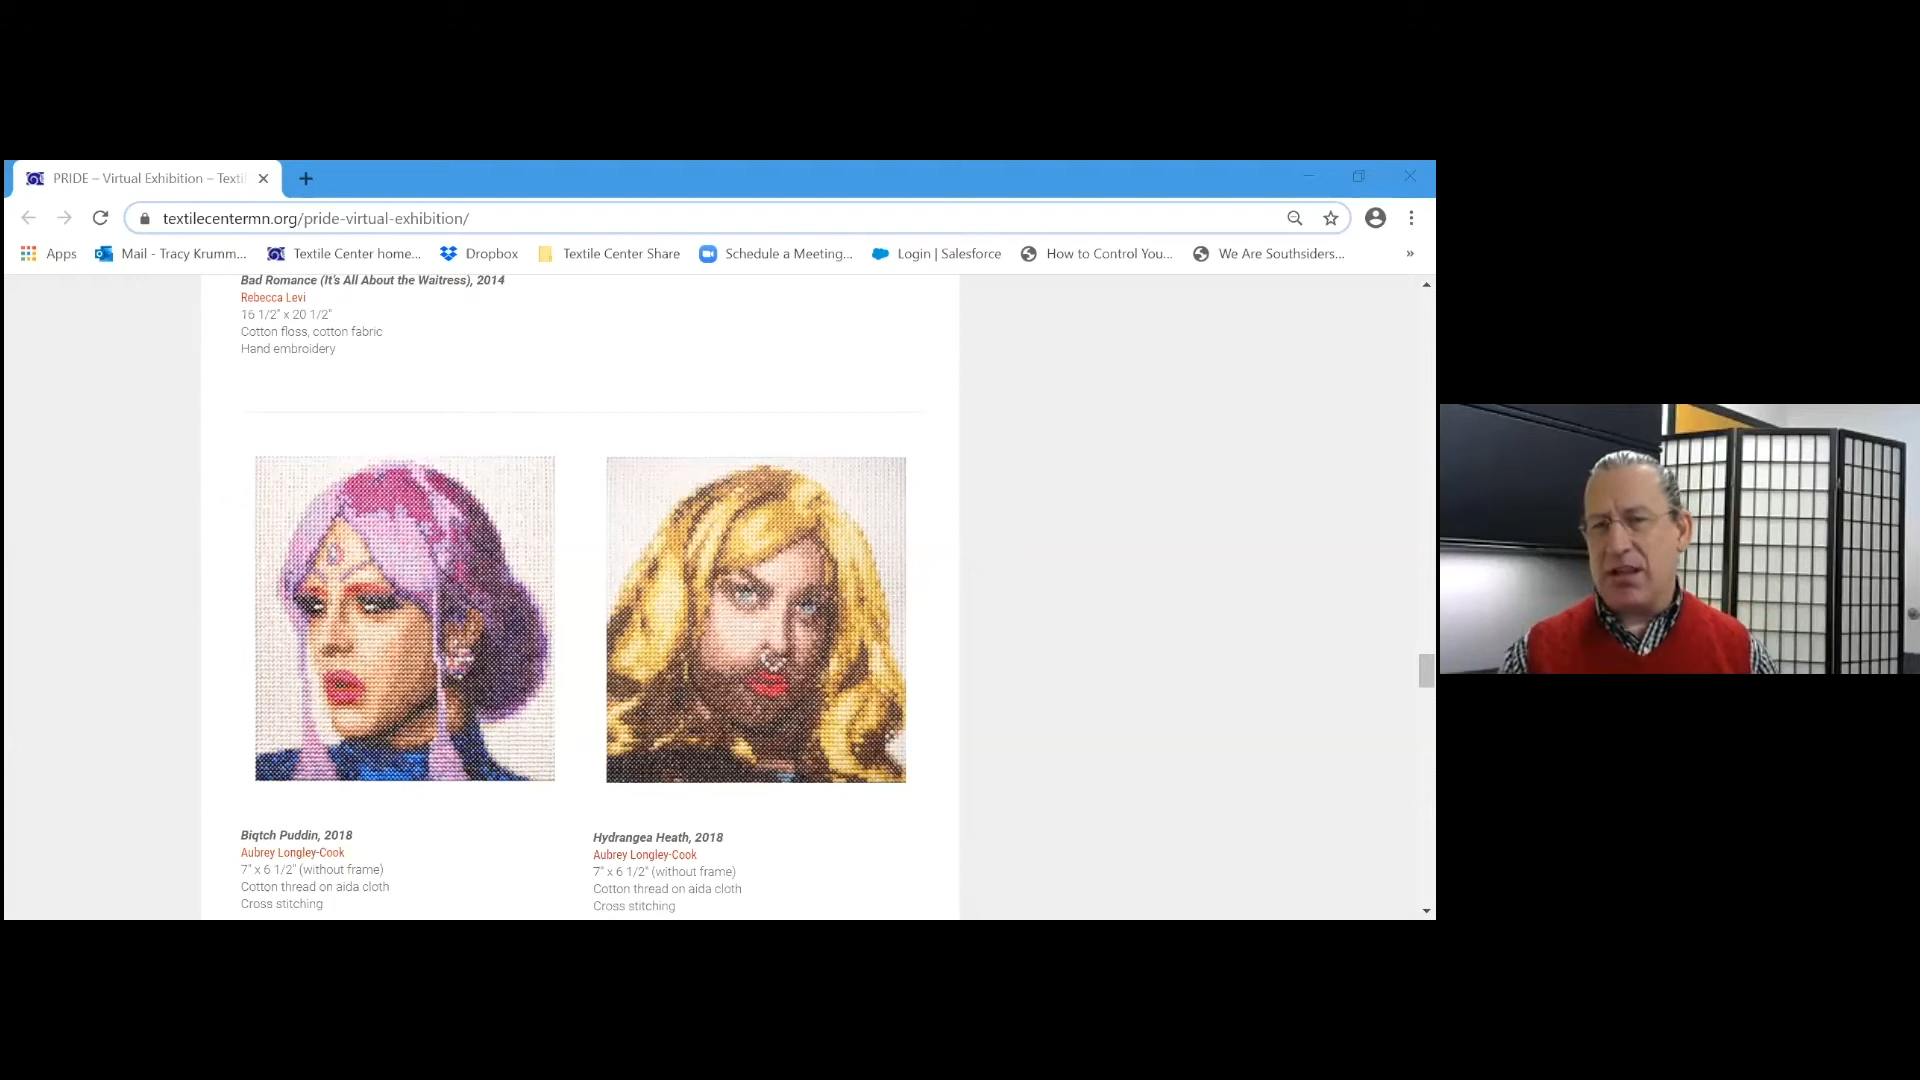 PRIDE – Virtual Exhibition – Texti
textilecentermn.org/pride-virtual-exhibition/
Apps
Mail - Tracy Krumm...
Textile Center home...
Dropbox
Textile Center Share
Schedule a Meeting...
Login | Salesforce
How to Control You...
We Are Southsiders...
»
Bad Romance (It's All About the Waitress), 2014
Rebecca Levi
16 1/2" x 20 1/2"
Cotton floss, cotton fabric
Hand embroidery
Biqtch Puddin, 2018
Aubrey Longley-Cook
7" x 6 1/2" (without frame)
Cotton thread on aida cloth
Cross stitching
Hydrangea Heath, 2018
Aubrey Longley-Cook
7" x 6 1/2" (without frame)
Cotton thread on aida cloth
Cross stitching